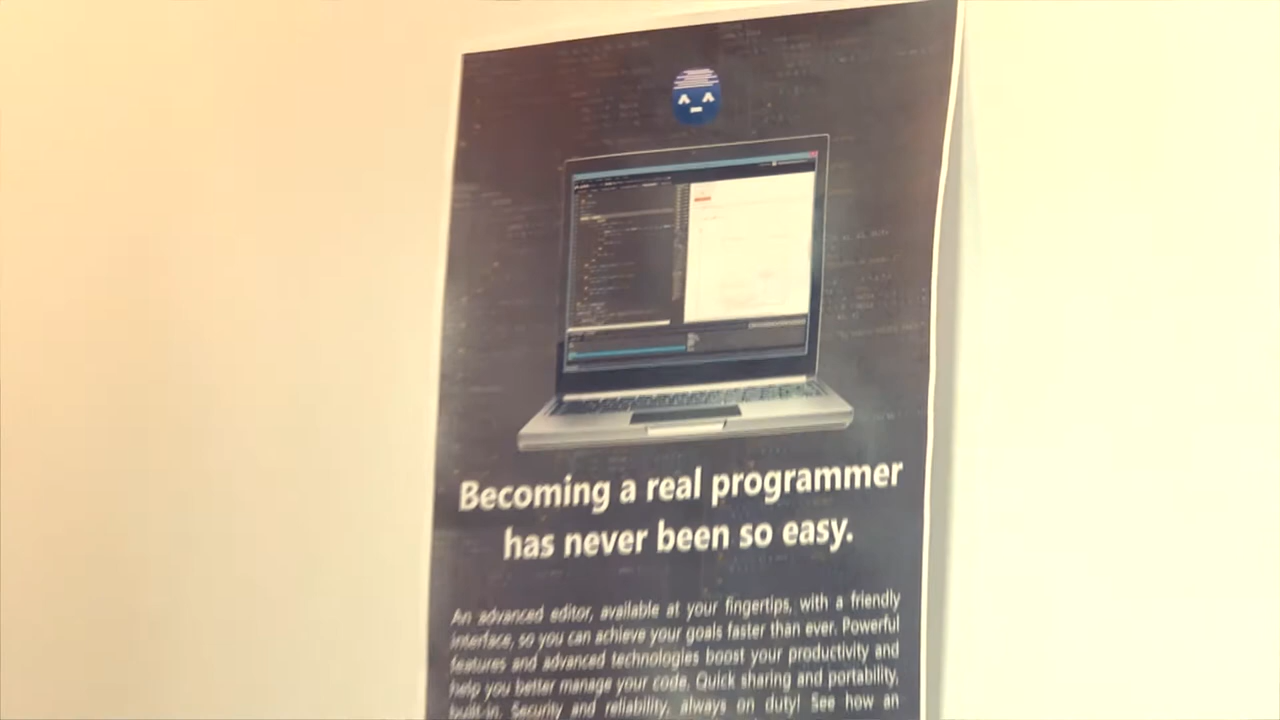 Becoming a real programmer
has never been so easy.
An advanced editor, available at your fingertips, with a friendly
interface, so you can achieve your goals faster than ever. Powerful
features and advanced technologies boost your productivity and
help you better manage your code. Quick sharing and portability,
built-in. Security and reliability, always on duty! See how an